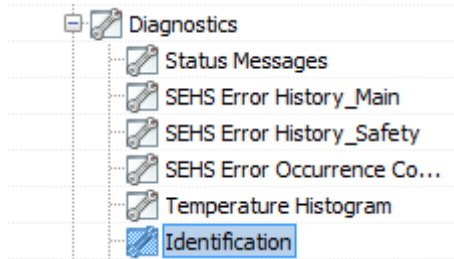 Diagnostics
Status Messages
SEHS Error History_Main
SEHS Error History_Safety
SEHS Error Occurrence Co...
Temperature Histogram
Identification